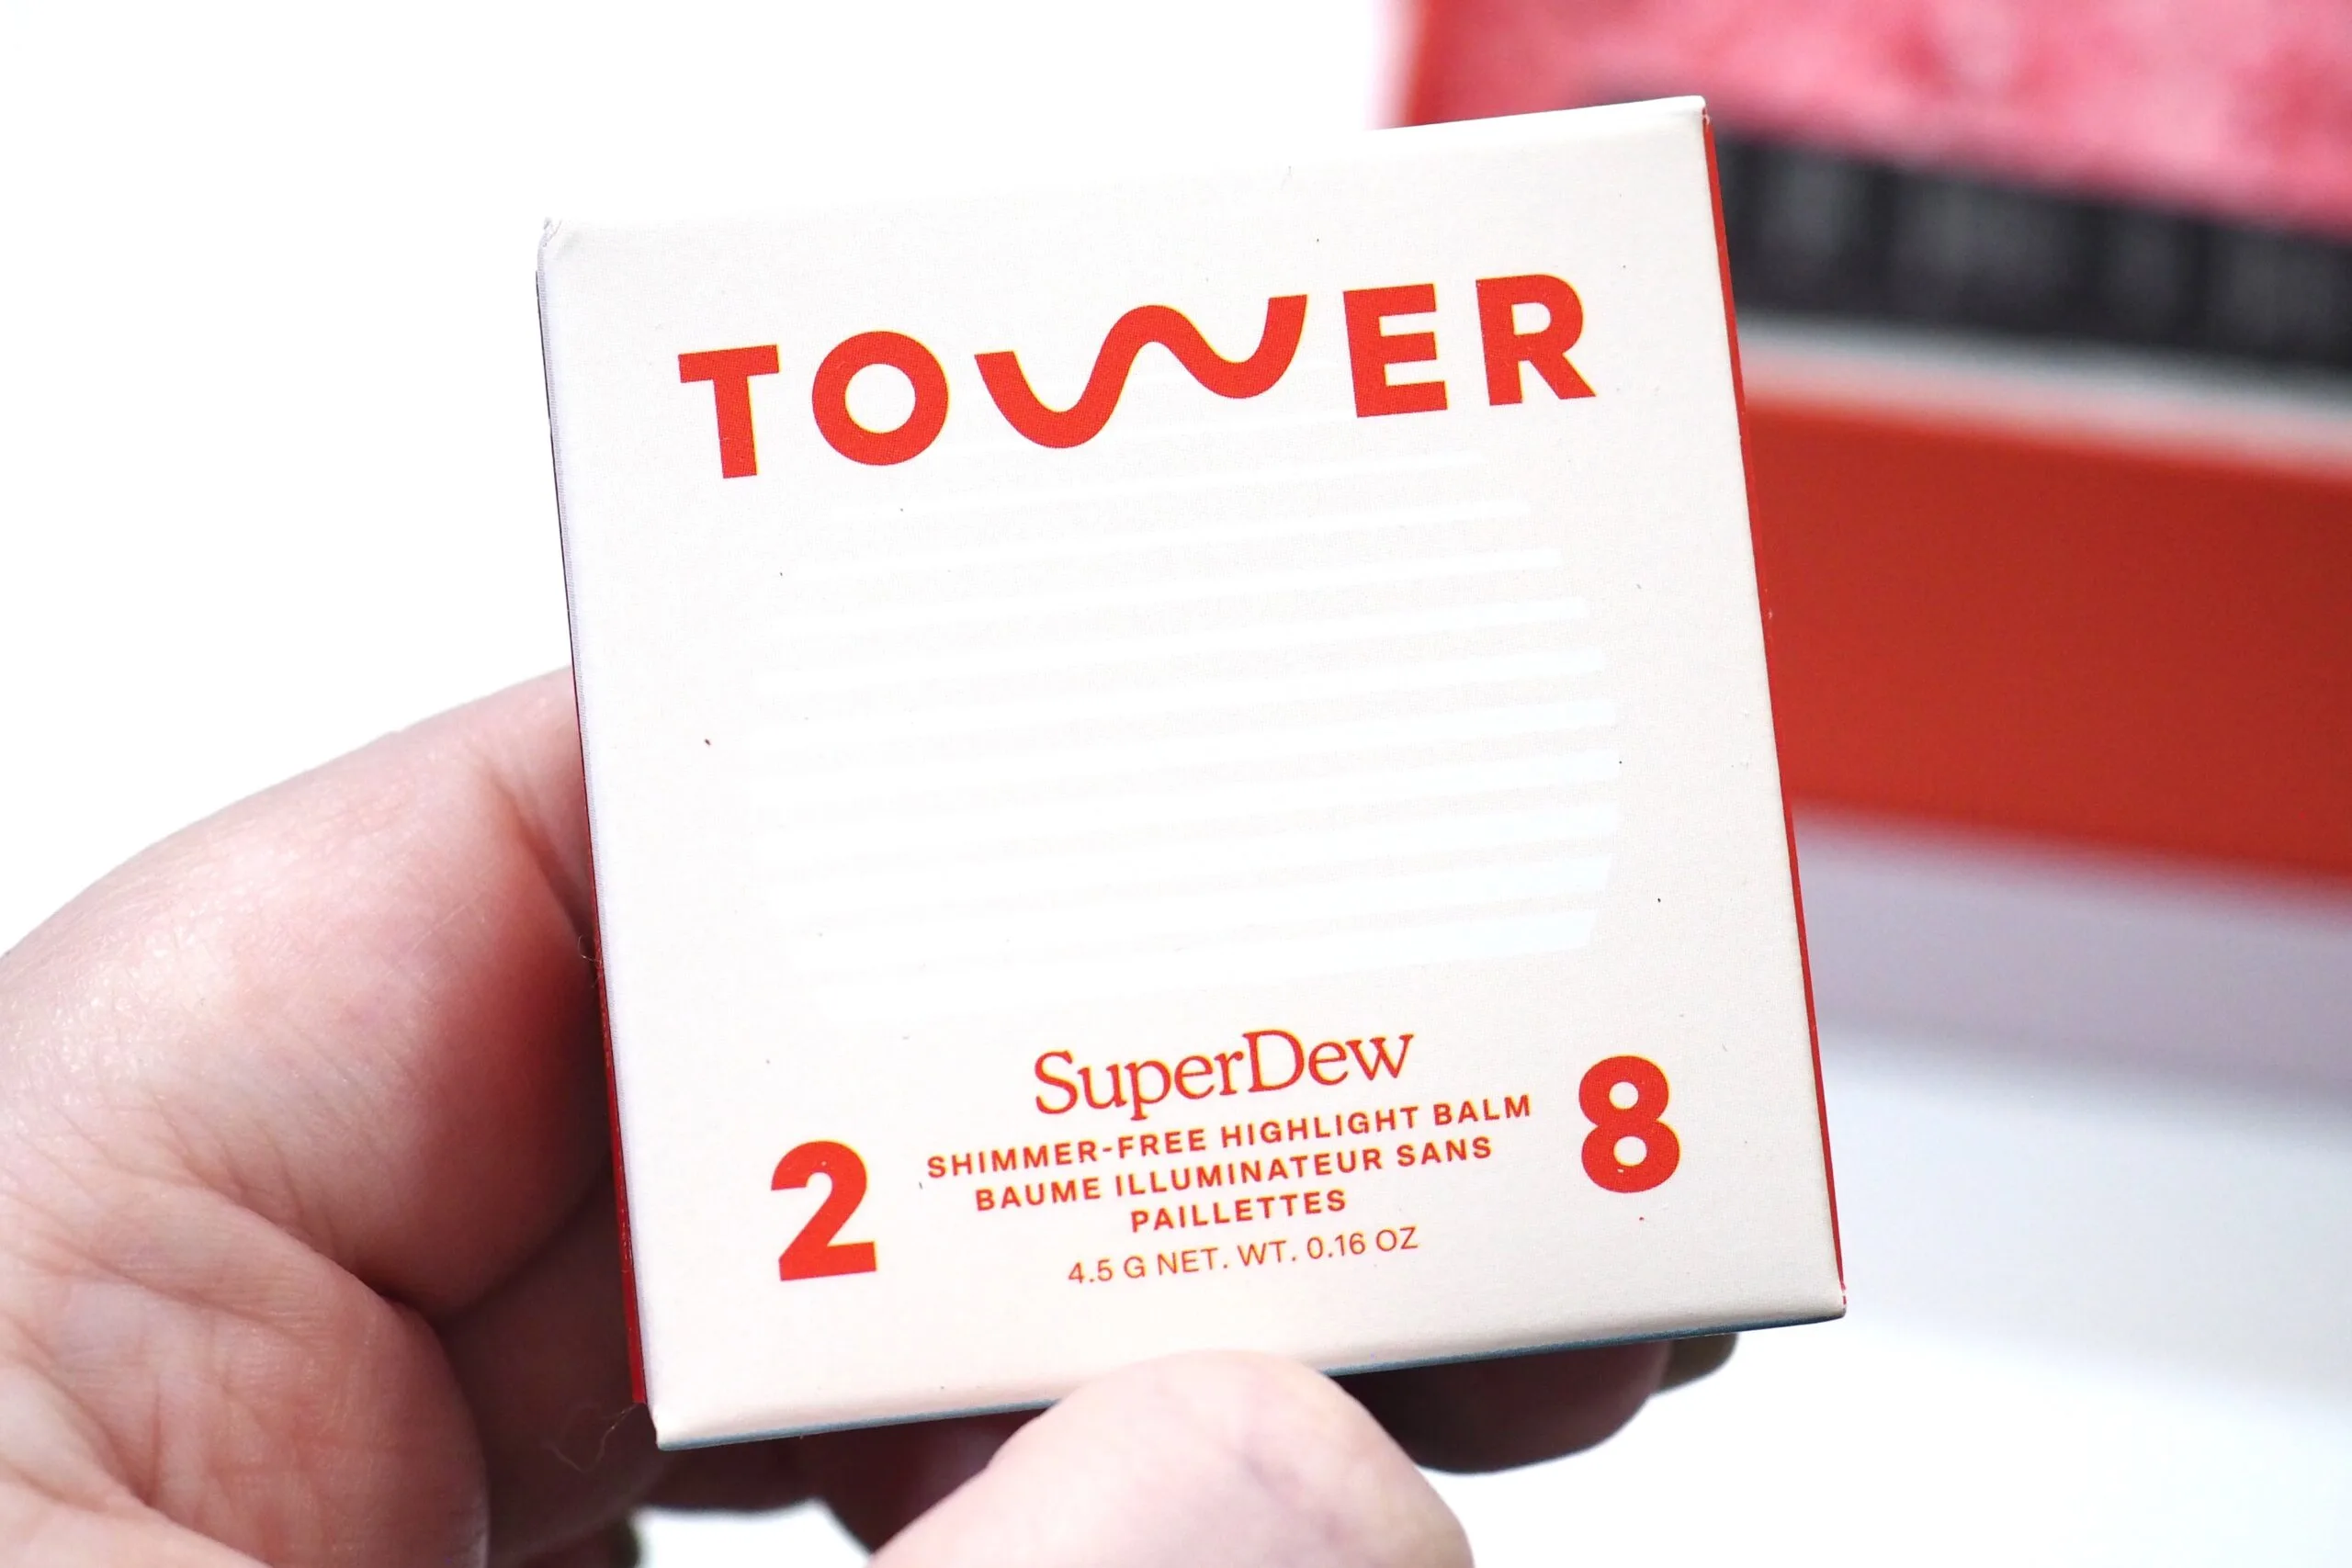 TOWER
SuperDew
SHIMMER-FREE HIGHLIGHT BALM
BAUME ILLUMINATEUR SANS
PAILLETTES
4.5 G NET. WT. 0.16 OZ
2 8